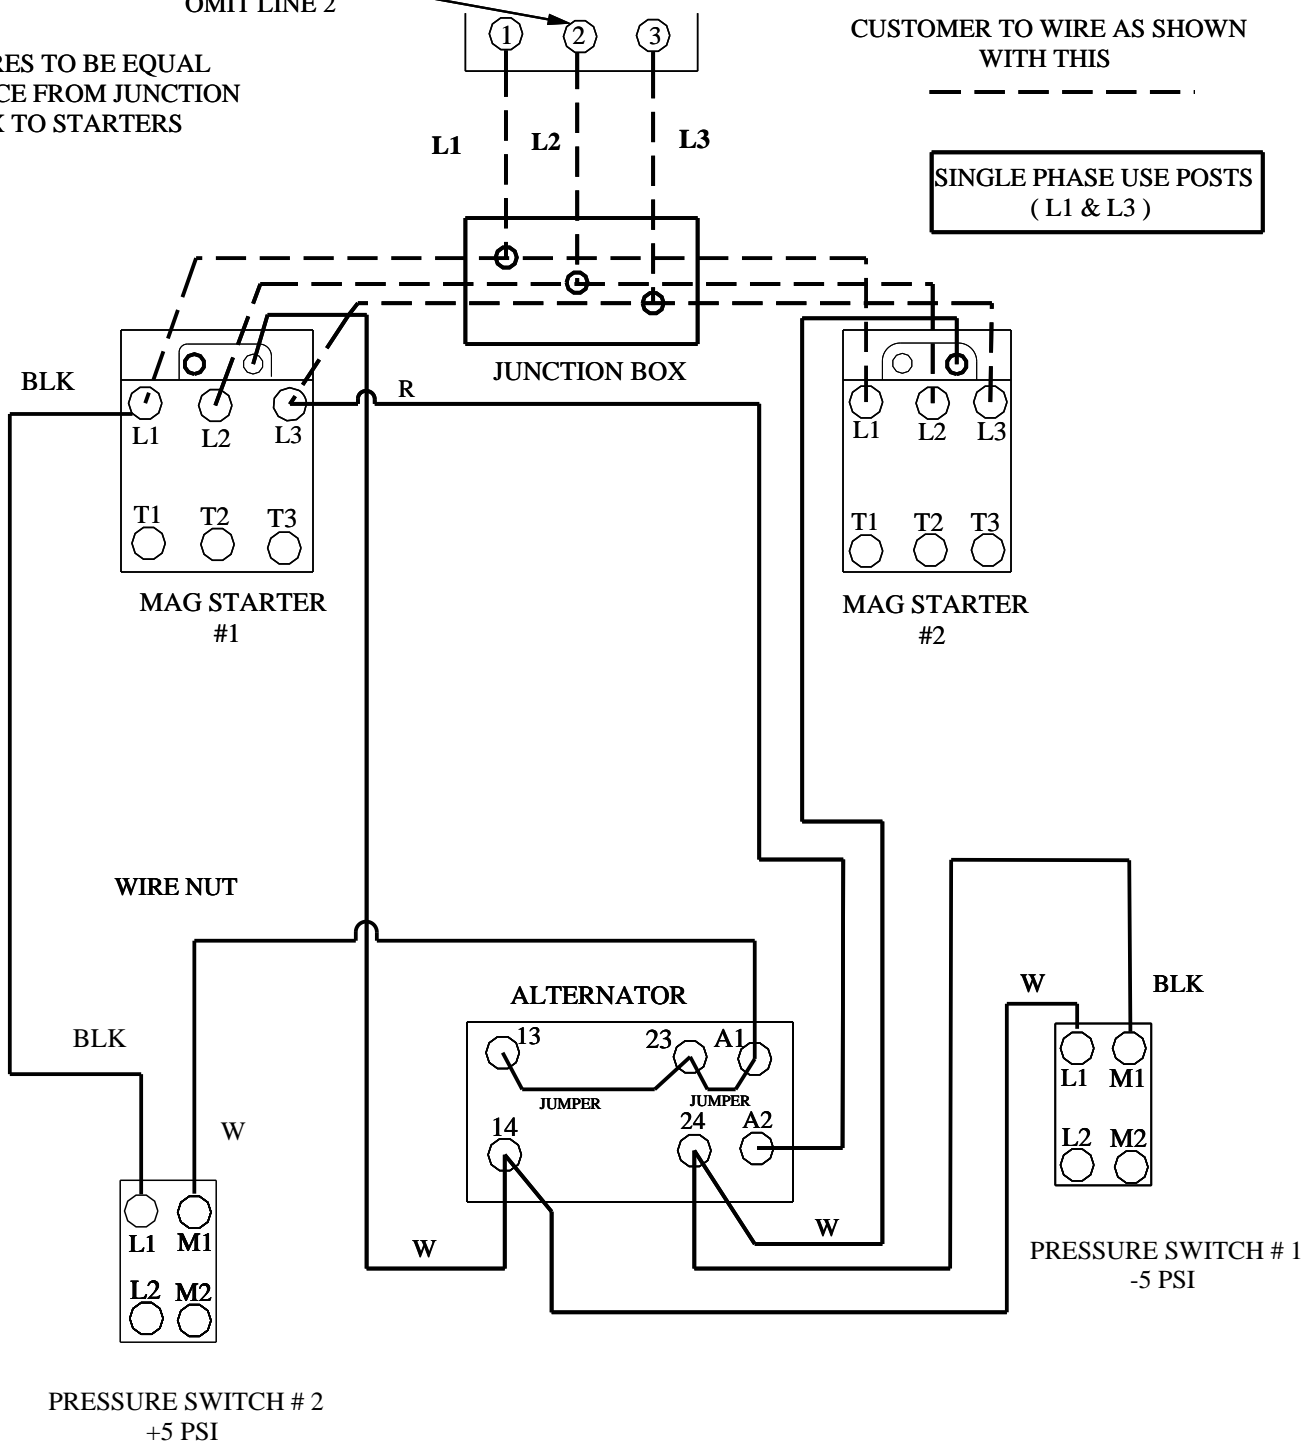 OMIT LINE 2
1 2 3
CUSTOMER TO WIRE AS SHOWN
WITH THIS
TO BE EQUAL
FROM JUNCTION
TO STARTERS
L1 L2 L3
SINGLE PHASE USE POSTS
( L1 & L3 )
JUNCTION BOX
BLK
R
L1 L2 L3
T1 T2 T3
MAG STARTER
#1
L1 L2 L3
T1 T2 T3
MAG STARTER
#2
WIRE NUT
ALTERNATOR
13 23 A1
JUMPER JUMPER
14 24 A2
W
W
W
BLK
L1 M1
L2 M2
PRESSURE SWITCH # 1
-5 PSI
BLK
W
L1 M1
L2 M2
PRESSURE SWITCH # 2
+5 PSI